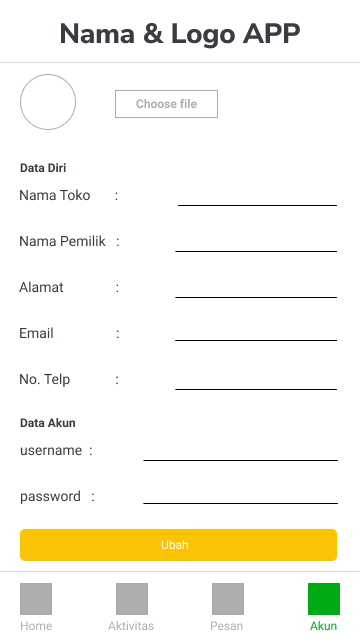 Nama & Logo APP
Choose file
Data Diri
Nama Toko :
Nama Pemilik :
Alamat :
Email :
No. Telp :
Data Akun
username :
password :
Ubah
Home Aktivitas Pesan Akun